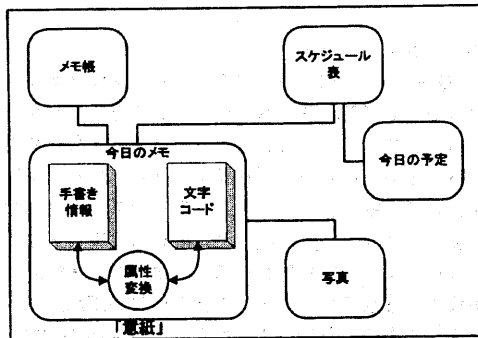 メモ帳
スケジュール
表
今日のメモ
今日の予定
手書き
情報
文字
コード
属性
変換
写真
「意紙」